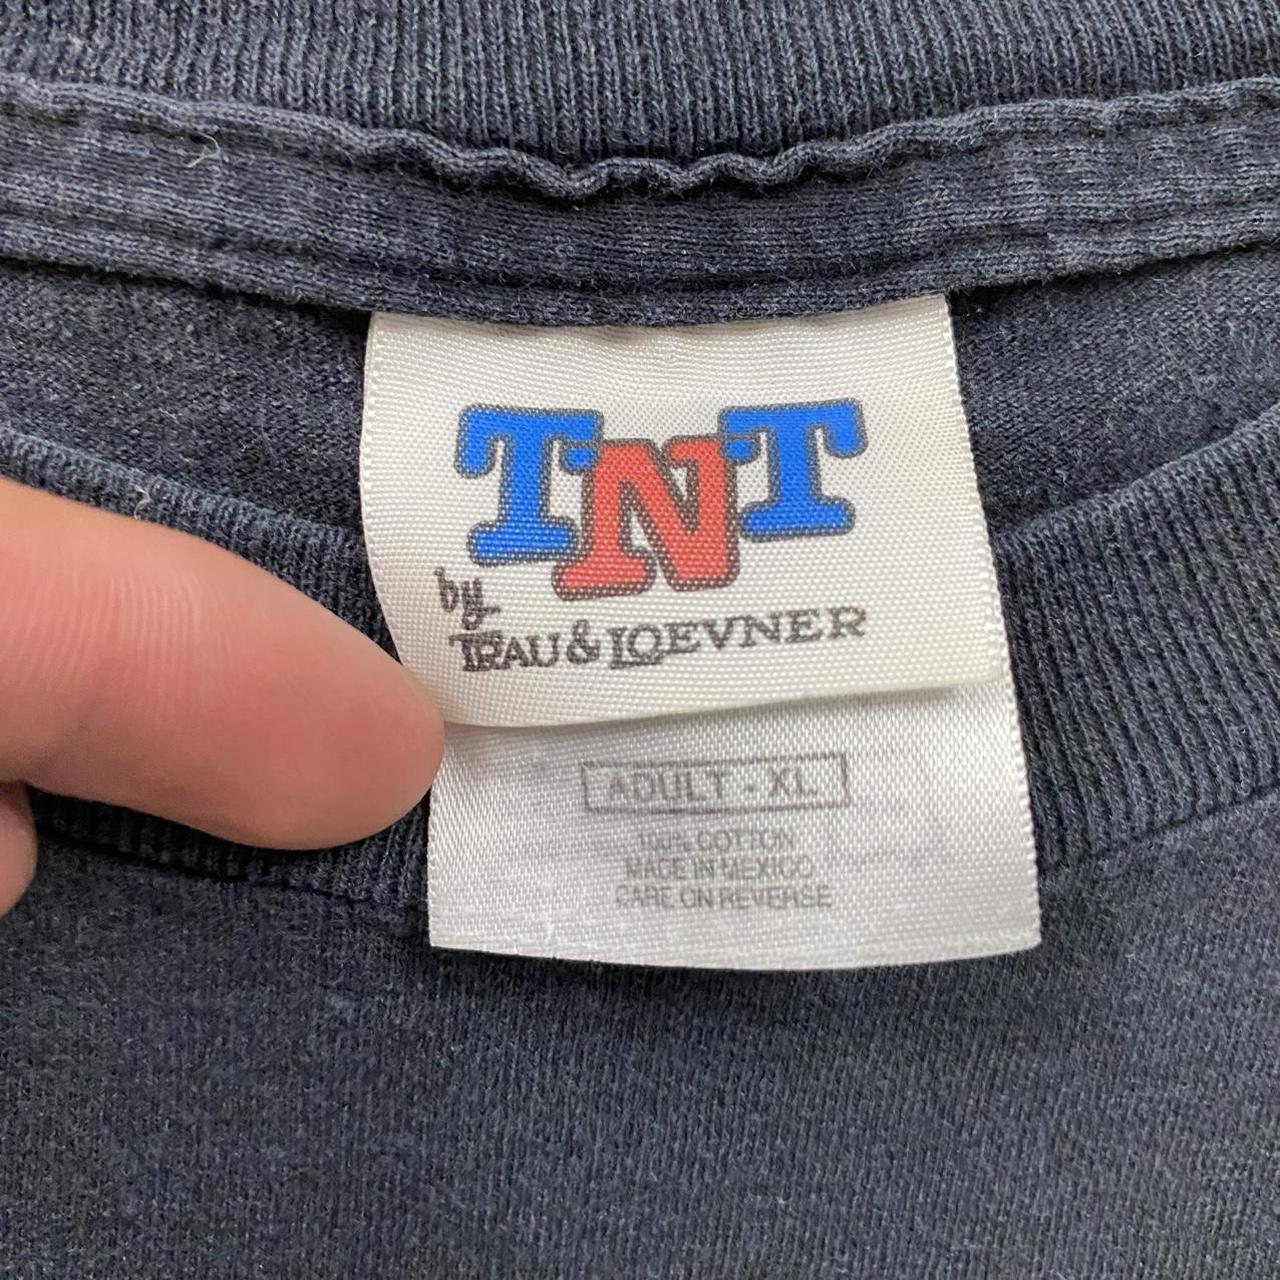 TNT
by
TRAU & LOEVNER
ADULT - XL
100% COTTON
MADE IN MEXICO
CARE ON REVERSE